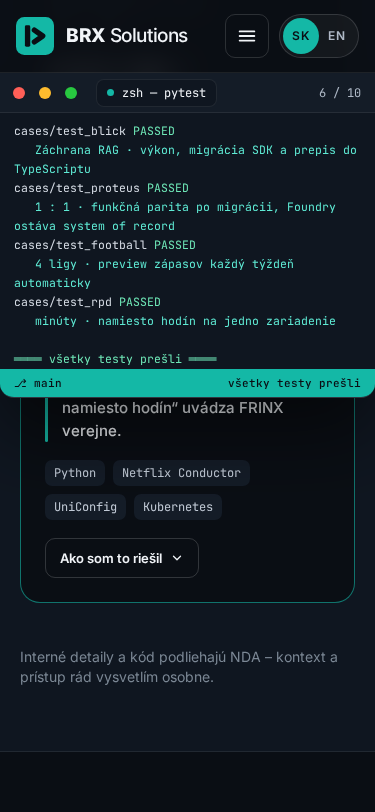 BRX Solutions
SK EN
zsh — pytest
6 / 10
cases/test_blick PASSED
Záchrana RAG · výkon, migrácia SDK a prepis do
TypeScriptu
cases/test_proteus PASSED
1 : 1 · funkčná parita po migrácii, Foundry
ostáva system of record
cases/test_football PASSED
4 ligy · preview zápasov každý týždeň
automaticky
cases/test_rpd PASSED
minúty · namiesto hodín na jedno zariadenie
════ všetky testy prešli ════
⎇ main
všetky testy prešli
namiesto hodín“ uvádza FRINX
verejne.
Python
Netflix Conductor
UniConfig
Kubernetes
Ako som to riešil
Interné detaily a kód podliehajú NDA – kontext a
prístup rád vysvetlím osobne.